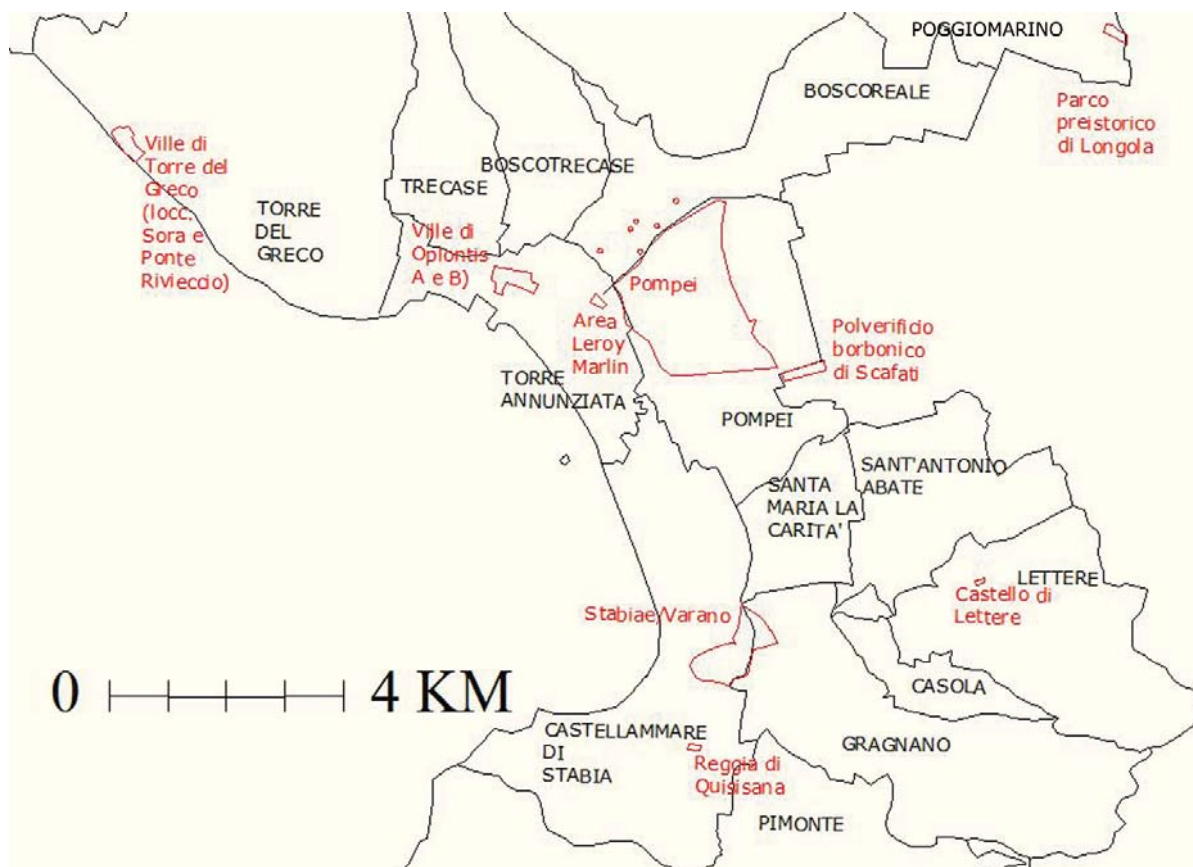 POGGIOMARINO
BOSCOREALE
Parco
preistorico
di Longola
Ville di
Torre del
Greco
(locc.
Sora e
Ponte
Rivieccio)
BOSCOTRECASE
TRECASE
TORRE
DEL
GRECO
Ville di
Oplontis
A e B)
Pompei
Area
Leroy
Marlin
Polverificio
borbonico
di Scafati
TORRE
ANNUNZIATA
POMPEI
SANT'ANTONIO
ABATE
SANTA
MARIA LA
CARITA'
LETTERE
Castello di
Lettere
Stabiae/Varano
CASOLA
0 4 KM
CASTELLAMMARE
DI
STABIA
GRAGNANO
Reggia di
Quisisana
PIMONTE